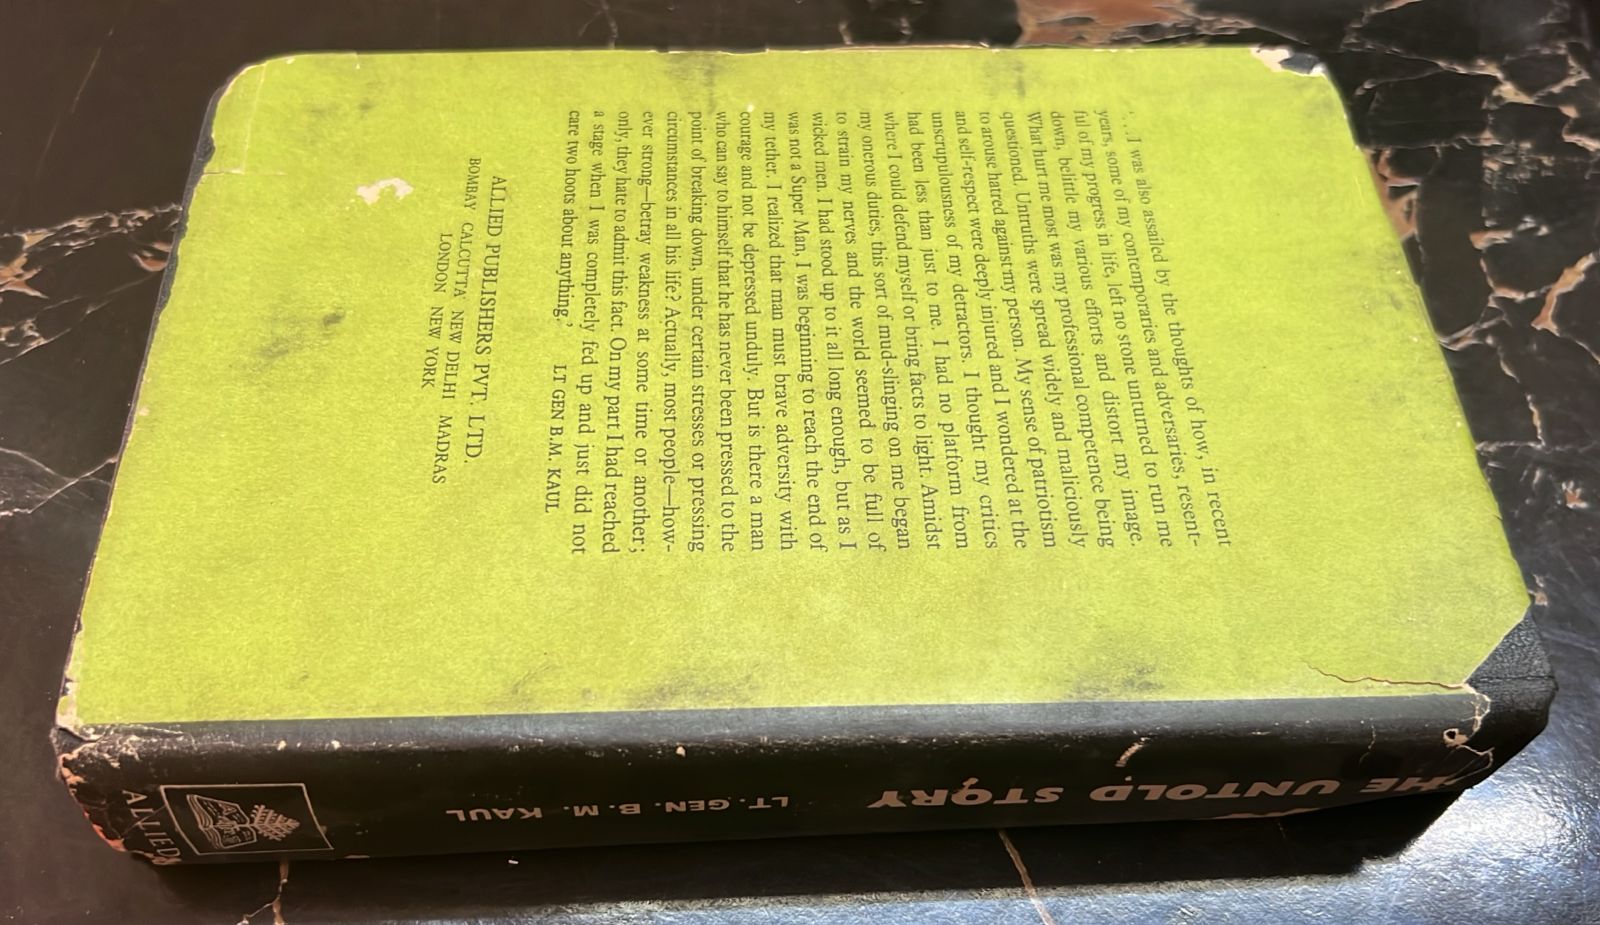 . . .I was also assailed by the thoughts of how, in recent
years, some of my contemporaries and adversaries, resent-
ful of my progress in life, left no stone unturned to run me
down, belittle my various efforts and distort my image.
What hurt me most was my professional competence being
questioned. Untruths were spread widely and maliciously
to arouse hatred against my person. My sense of patriotism
and self-respect were deeply injured and I wondered at the
unscrupulousness of my detractors. I thought my critics
had been less than just to me. I had no platform from
where I could defend myself or bring facts to light. Amidst
my onerous duties, this sort of mud-slinging on me began
to strain my nerves and the world seemed to be full of
wicked men. I had stood up to it all long enough, but as I
was not a Super Man, I was beginning to reach the end of
my tether. I realized that man must brave adversity with
courage and not be depressed unduly. But is there a man
who can say to himself that he has never been pressed to the
point of breaking down, under certain stresses or pressing
circumstances in all his life? Actually, most people—how-
ever strong—betray weakness at some time or another;
only, they hate to admit this fact. On my part I had reached
a stage when I was completely fed up and just did not
care two hoots about anything.’
LT GEN B.M. KAUL
ALLIED PUBLISHERS PVT. LTD.
BOMBAY CALCUTTA NEW DELHI MADRAS
LONDON NEW YORK
HE UNTOLD STORY
LT. GEN. B. M. KAUL
ALLIED